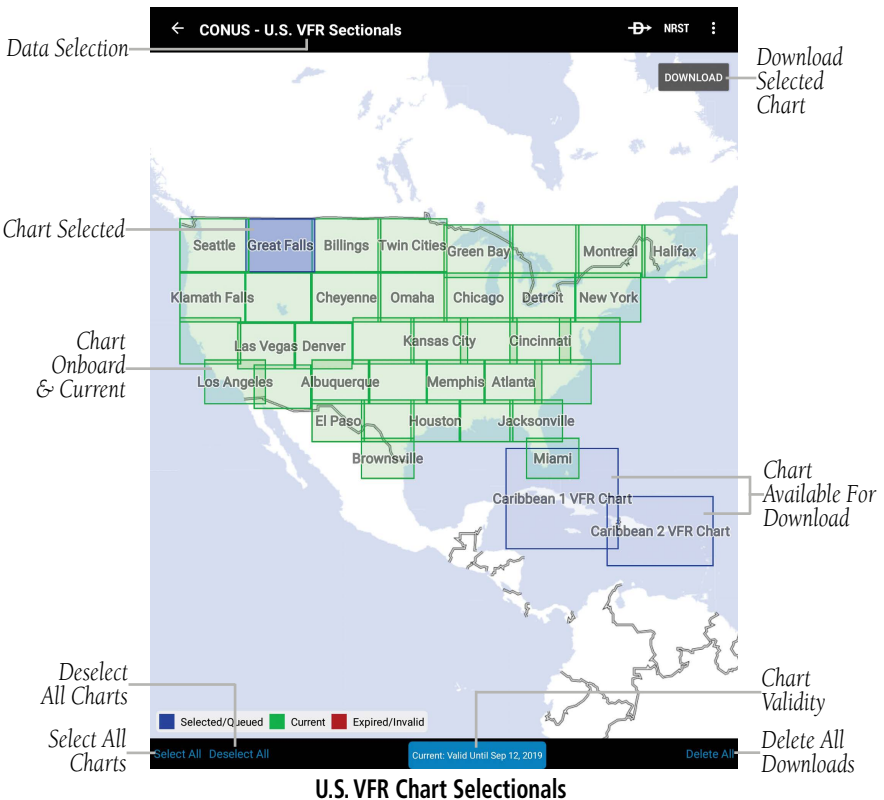 CONUS - U.S. VFR Sectionals
D
NRST
Data Selection
DOWNLOAD
Download
Selected
Chart
Chart Selected
Seattle
Great Falls
Billings
Twin Cities
Green Bay
Montreal
Halifax
Klamath Falls
Cheyenne
Omaha
Chicago
Detroit
New York
Chart
Onboard
& Current
Las Vegas
Denver
Kansas City
Cincinnati
Los Angeles
Albuquerque
Memphis
Atlanta
El Paso
Houston
Jacksonville
Brownsville
Miami
Caribbean 1 VFR Chart
Caribbean 2 VFR Chart
Chart
Available For
Download
Deselect
All Charts
Chart
Validity
Selected/Queued
Current
Expired/Invalid
Select All
Charts
Select All
Deselect All
Current: Valid Until Sep 12, 2019
Delete All
Delete All
Downloads
U.S. VFR Chart Selectionals